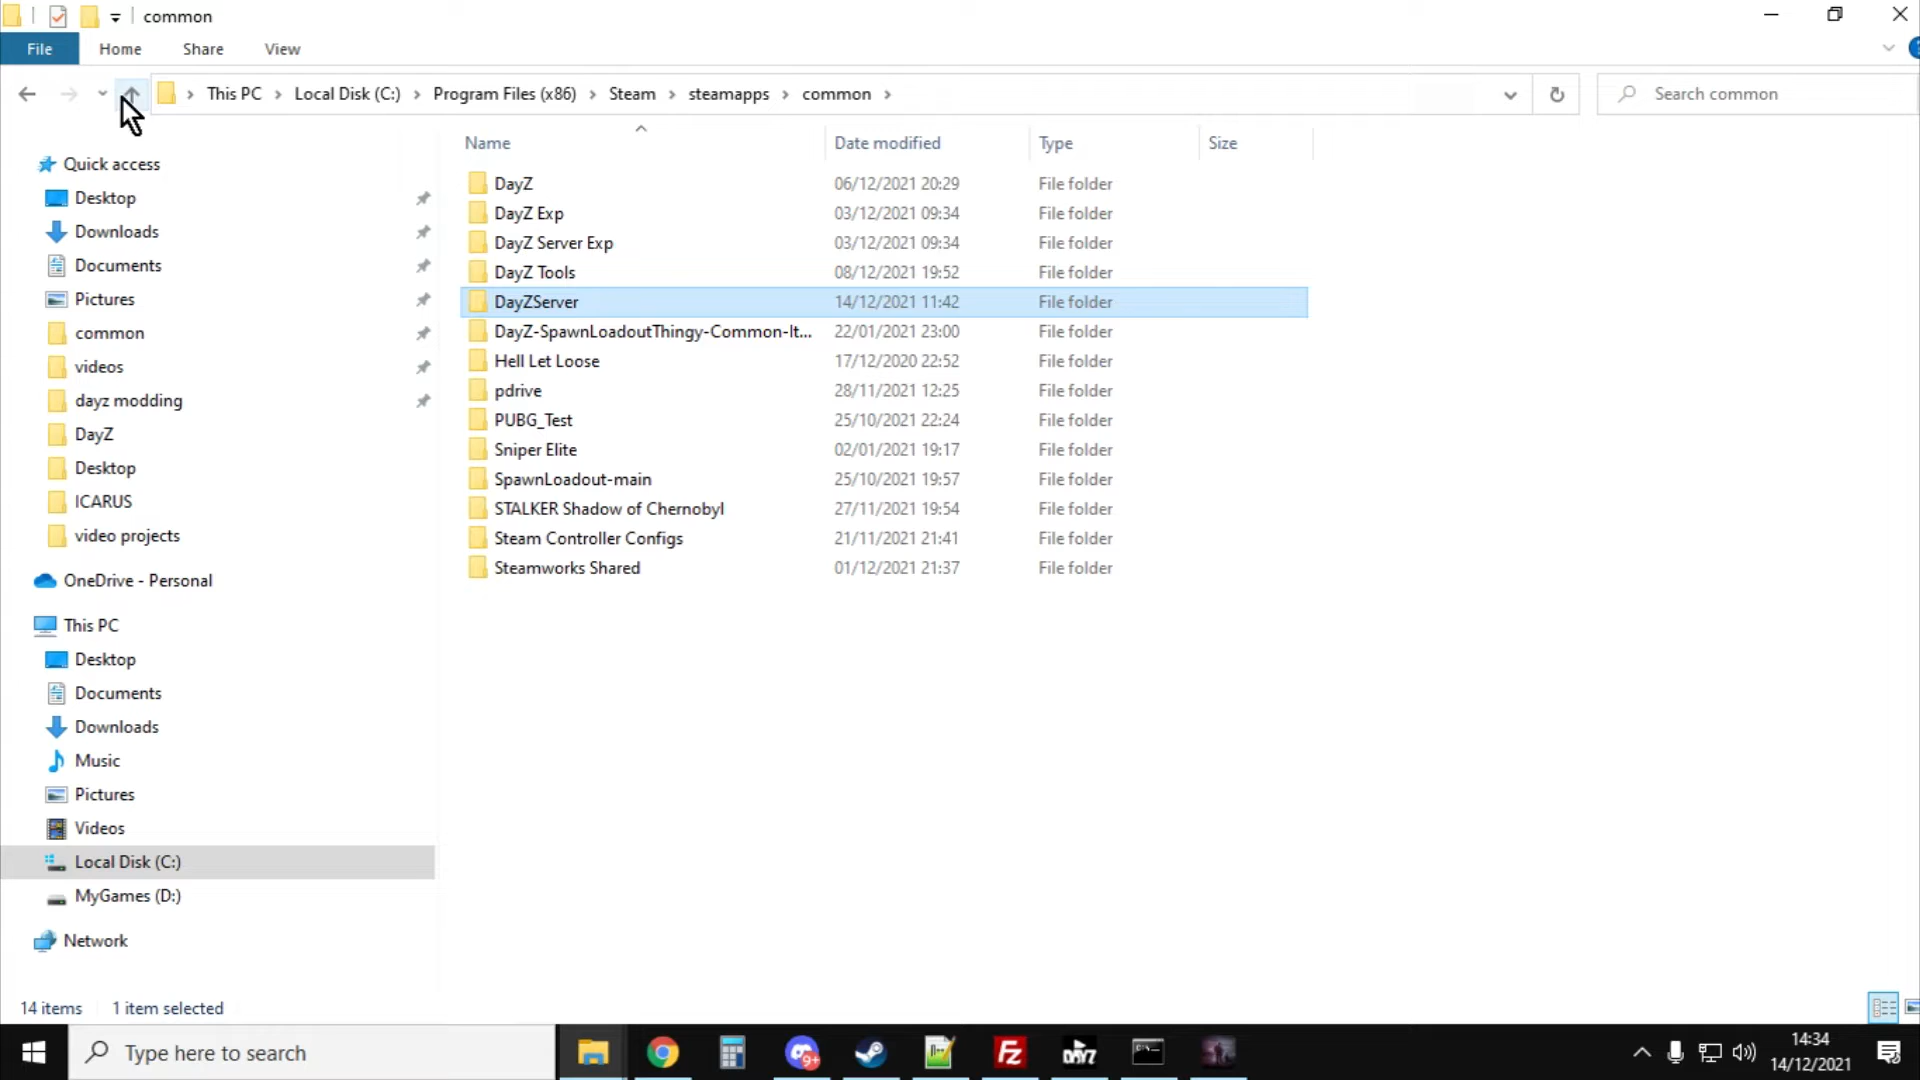 common
File Home Share View
This PC Local Disk (C:) Program Files (x86) Steam steamapps common Search common
Name Date modified Type Size
Quick access
Desktop
Downloads
Documents
Pictures
common
videos
dayz modding
DayZ
Desktop
ICARUS
video projects
OneDrive - Personal
This PC
Desktop
Documents
Downloads
Music
Pictures
Videos
Local Disk (C:)
MyGames (D:)
Network
DayZ 06/12/2021 20:29 File folder
DayZ Exp 03/12/2021 09:34 File folder
DayZ Server Exp 03/12/2021 09:34 File folder
DayZ Tools 08/12/2021 19:52 File folder
DayZServer 14/12/2021 11:42 File folder
DayZ-SpawnLoadoutThingy-Common-It... 22/01/2021 23:00 File folder
Hell Let Loose 17/12/2020 22:52 File folder
pdrive 28/11/2021 12:25 File folder
PUBG_Test 25/10/2021 22:24 File folder
Sniper Elite 02/01/2021 19:17 File folder
SpawnLoadout-main 25/10/2021 19:57 File folder
STALKER Shadow of Chernobyl 27/11/2021 19:54 File folder
Steam Controller Configs 21/11/2021 21:41 File folder
Steamworks Shared 01/12/2021 21:37 File folder
14 items 1 item selected
Type here to search
9+
FZ
DAYZ
14:34
14/12/2021